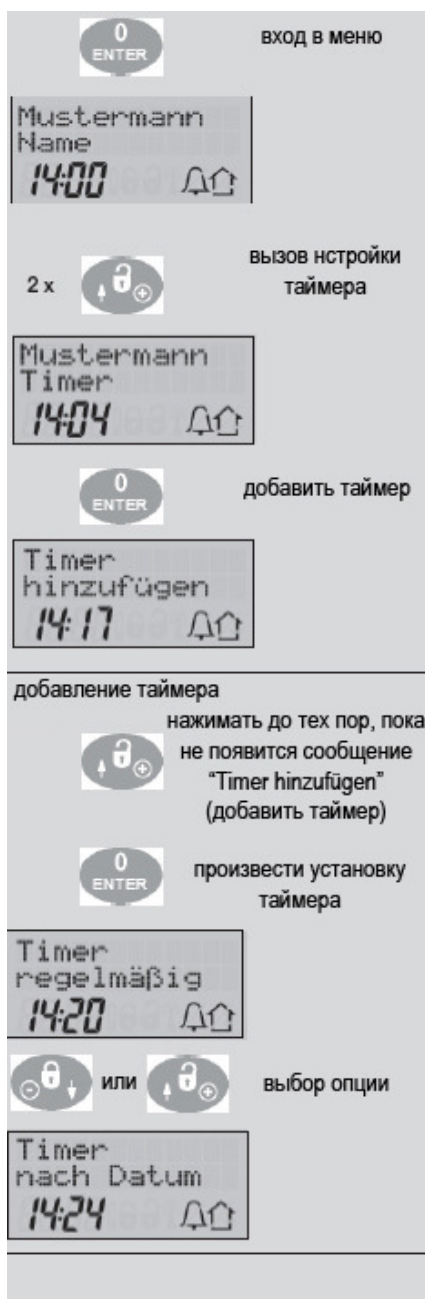 0
ENTER
вход в меню
Mustermann
Name
14:00
2 x
вызов нстройки
таймера
Mustermann
Timer
14:04
0
ENTER
добавить таймер
Timer
hinzufügen
14:17
добавление таймера
нажимать до тех пор, пока
не появится сообщение
“Timer hinzufügen”
(добавить таймер)
0
ENTER
произвести установку
таймера
Timer
regelmäßig
14:20
или
выбор опции
Timer
nach Datum
14:24